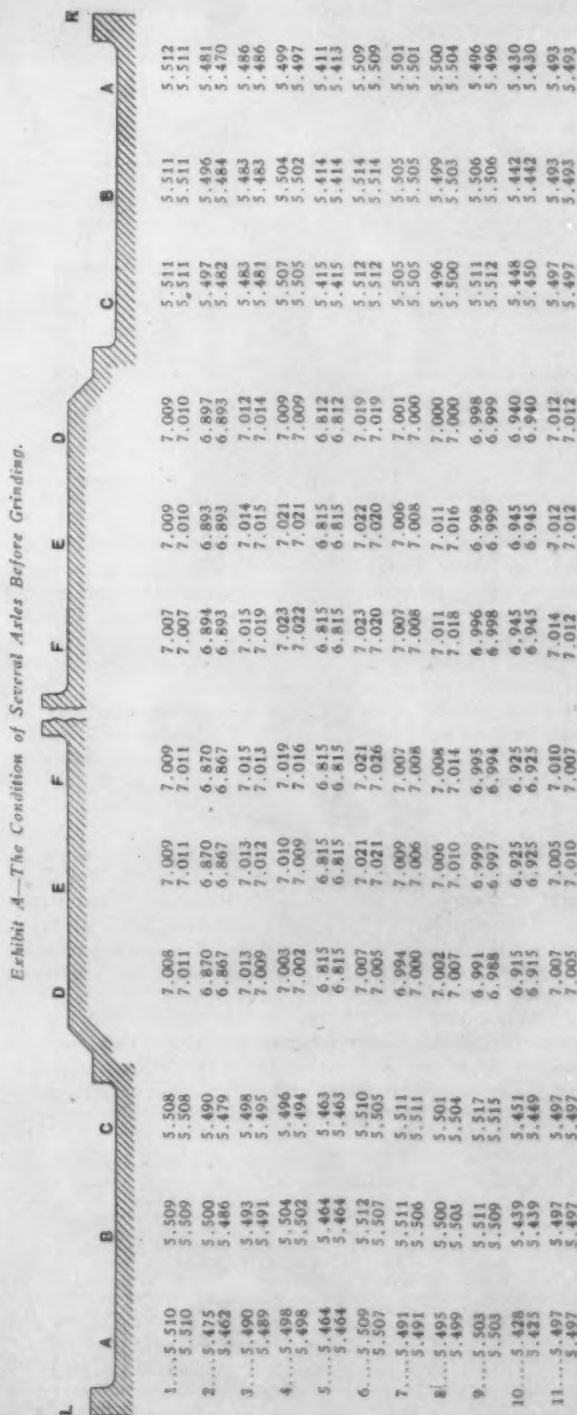 Exhibit A—The Condition of Several Axles Before Grinding.
L A B C D E F F E D C B A R
1....5.510 5.509 5.508 7.008 7.009 7.009 7.007 7.009 7.009 5.511 5.511 5.512
5.510 5.509 5.508 7.011 7.011 7.011 7.007 7.010 7.010 5.511 5.511 5.511
2....5.475 5.500 5.490 6.870 6.870 6.870 6.894 6.893 6.897 5.497 5.496 5.481
5.462 5.486 5.479 6.867 6.867 6.867 6.893 6.893 6.893 5.482 5.484 5.470
3....5.490 5.493 5.498 7.013 7.013 7.015 7.015 7.014 7.012 5.483 5.483 5.486
5.489 5.491 5.495 7.009 7.012 7.013 7.019 7.015 7.014 5.481 5.483 5.486
4....5.498 5.504 5.496 7.003 7.010 7.019 7.023 7.021 7.009 5.507 5.504 5.499
5.498 5.502 5.494 7.002 7.009 7.016 7.022 7.021 7.009 5.505 5.502 5.497
5....5.464 5.464 5.463 6.815 6.815 6.815 6.815 6.815 6.812 5.415 5.414 5.411
5.464 5.464 5.463 6.815 6.815 6.815 6.815 6.815 6.812 5.415 5.414 5.413
6....5.509 5.512 5.510 7.007 7.021 7.021 7.023 7.022 7.019 5.512 5.514 5.509
5.507 5.507 5.505 7.005 7.021 7.026 7.020 7.020 7.019 5.512 5.514 5.509
7....5.491 5.511 5.511 6.994 7.009 7.007 7.007 7.006 7.001 5.505 5.505 5.501
5.491 5.506 5.511 7.000 7.006 7.008 7.008 7.008 7.000 5.505 5.505 5.501
8....5.495 5.500 5.501 7.002 7.006 7.008 7.011 7.011 7.000 5.496 5.499 5.500
5.499 5.503 5.504 7.007 7.010 7.014 7.018 7.016 7.000 5.500 5.503 5.504
9....5.503 5.511 5.517 6.991 6.999 6.995 6.996 6.998 6.998 5.511 5.506 5.496
5.503 5.509 5.515 6.988 6.997 6.994 6.998 6.999 6.999 5.512 5.506 5.496
10....5.428 5.439 5.451 6.915 6.925 6.925 6.945 6.945 6.940 5.448 5.442 5.430
5.425 5.439 5.449 6.915 6.925 6.925 6.945 6.945 6.940 5.450 5.442 5.430
11....5.497 5.497 5.497 7.007 7.005 7.010 7.014 7.012 7.012 5.497 5.493 5.493
5.497 5.497 5.497 7.005 7.010 7.007 7.012 7.012 7.012 5.497 5.493 5.493